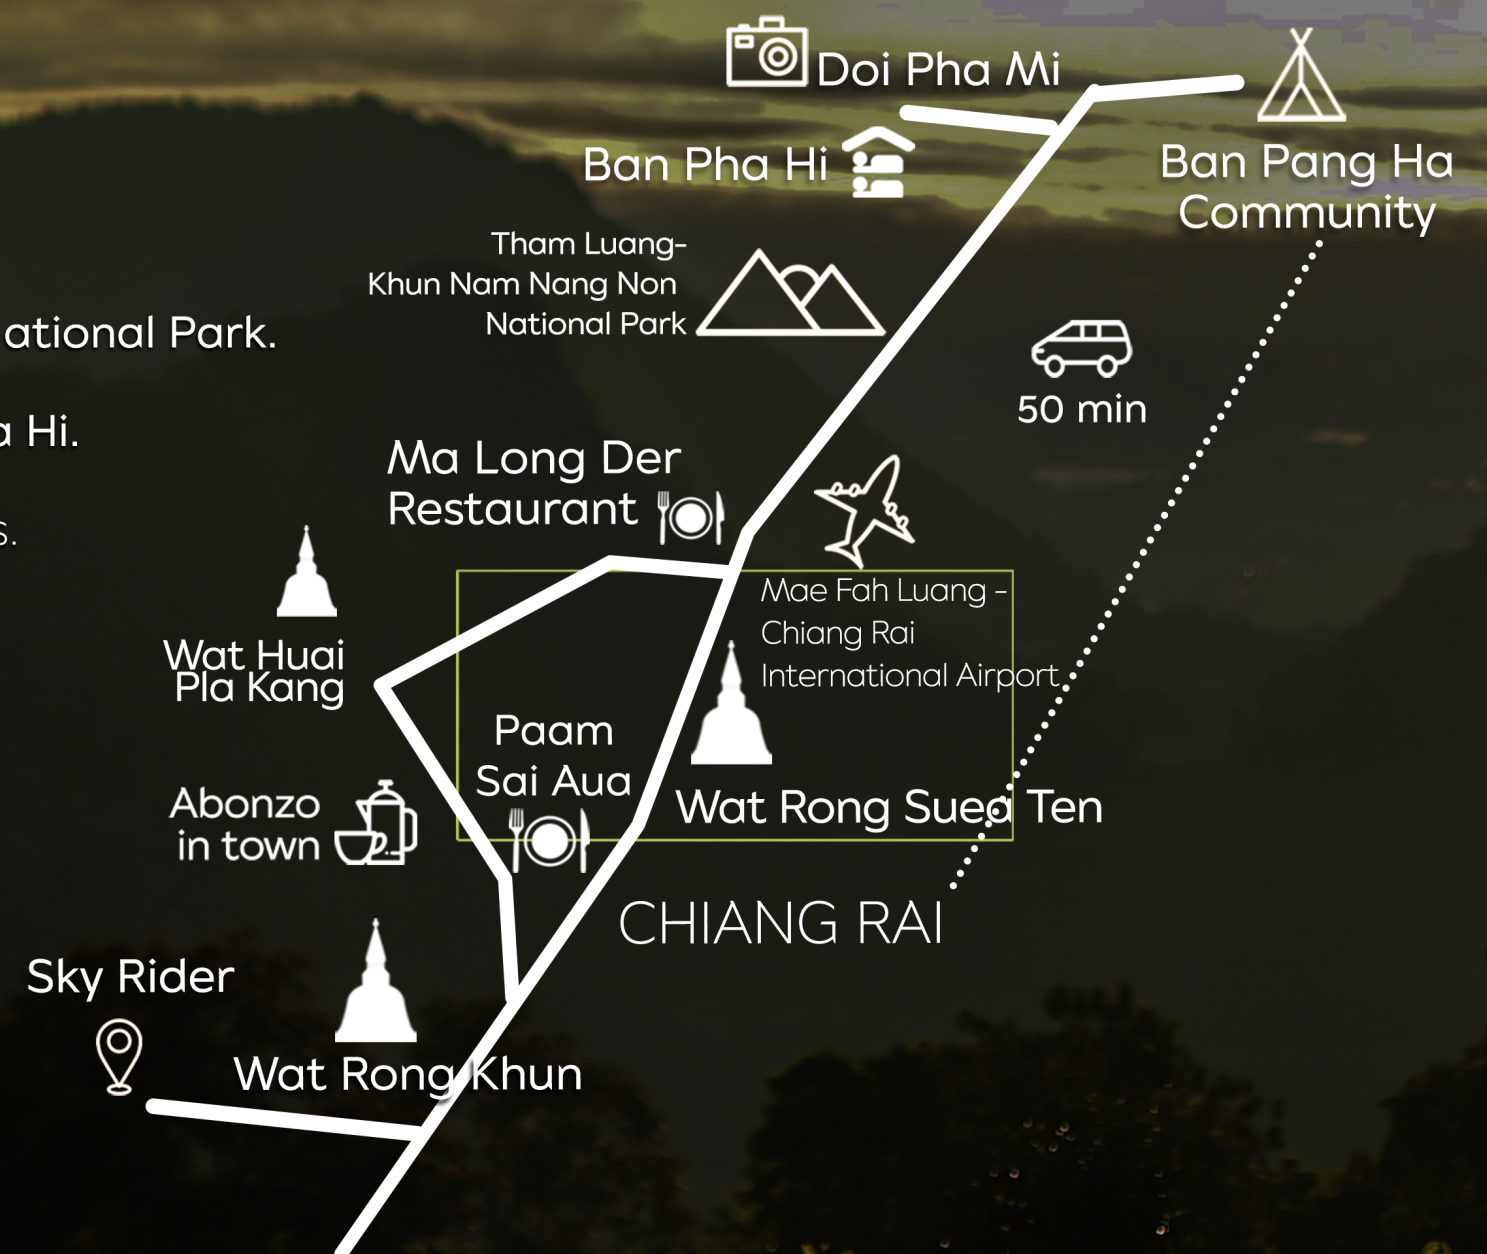 Doi Pha Mi
Ban Pha Hi
Ban Pang Ha
Community
Tham Luang-
Khun Nam Nang Non
National Park
ational Park.
50 min
a Hi.
Ma Long Der
Restaurant
s.
Mae Fah Luang -
Chiang Rai
International Airport
Wat Huai
Pla Kang
Paam
Sai Aua
Wat Rong Suea Ten
Abonzo
in town
CHIANG RAI
Sky Rider
Wat Rong Khun